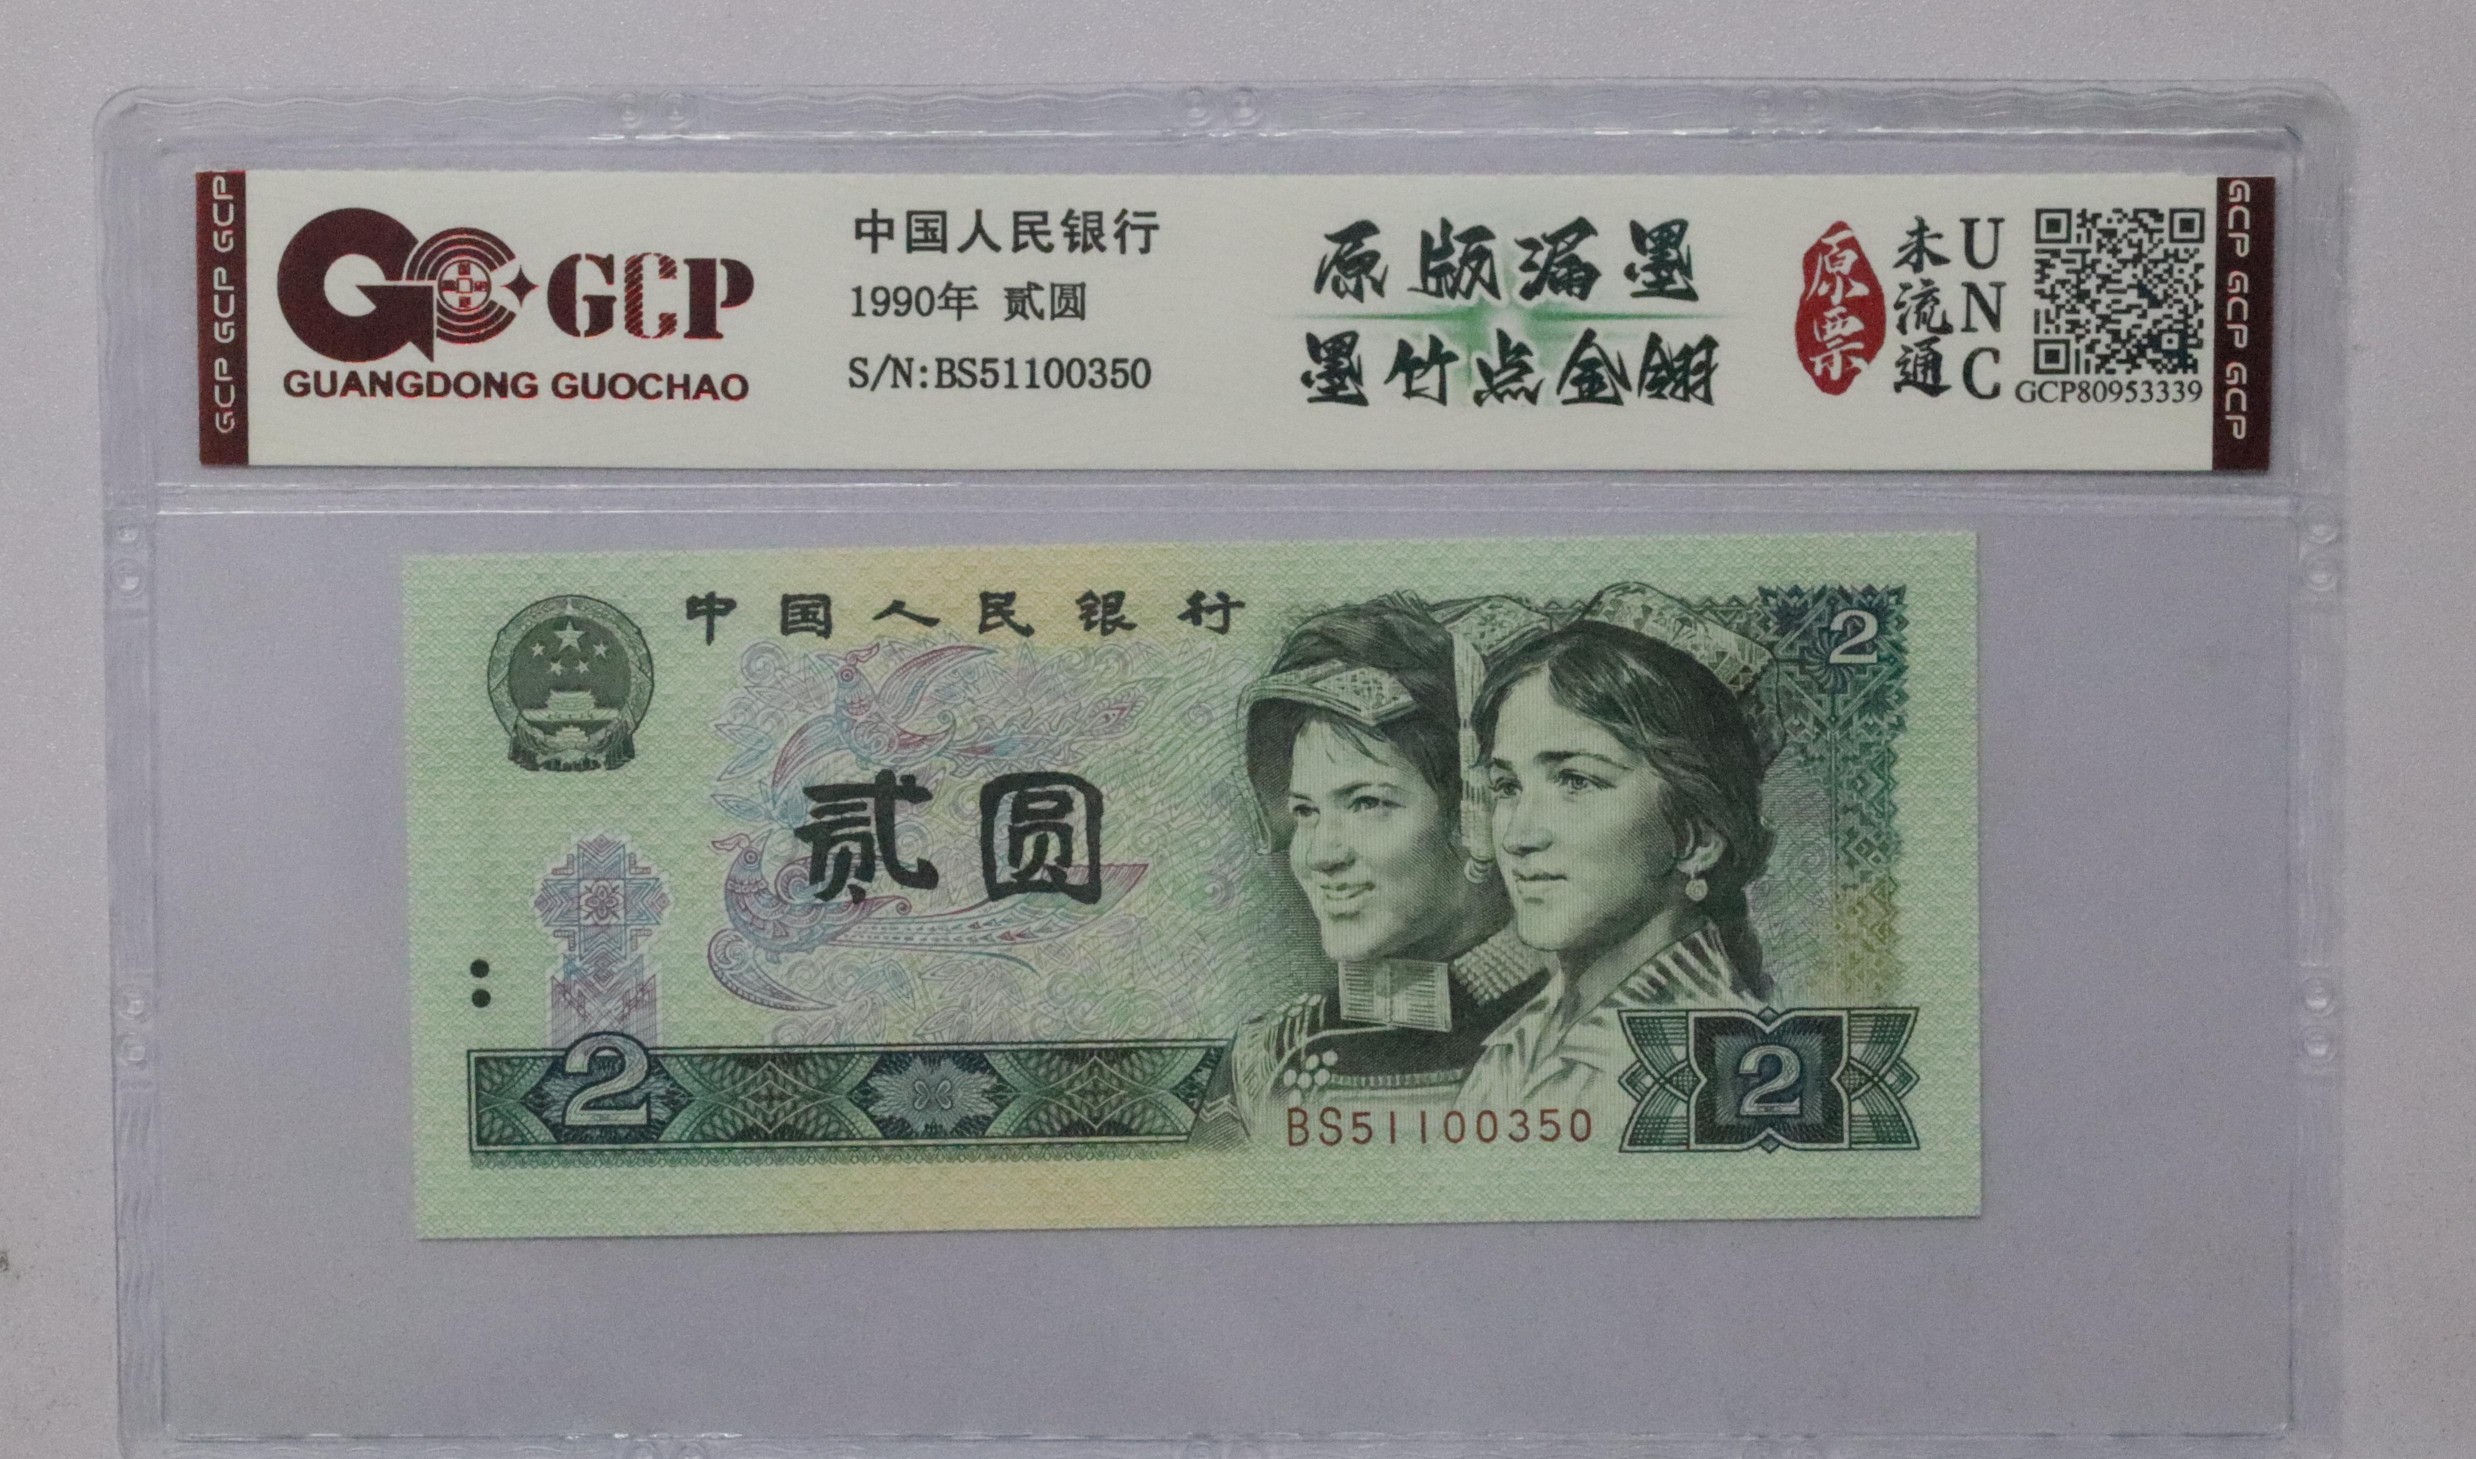 GCP GCP GCP GCP
GCP
GUANGDONG GUOCHAO
中国人民银行
1990年 贰圆
S/N:BS51100350
原版漏墨
墨竹点金翎
原票
未流通
UNC
GCP80953339
GCP GCP GCP GCP
中国人民银行
2
贰圆
2
BS51100350
2